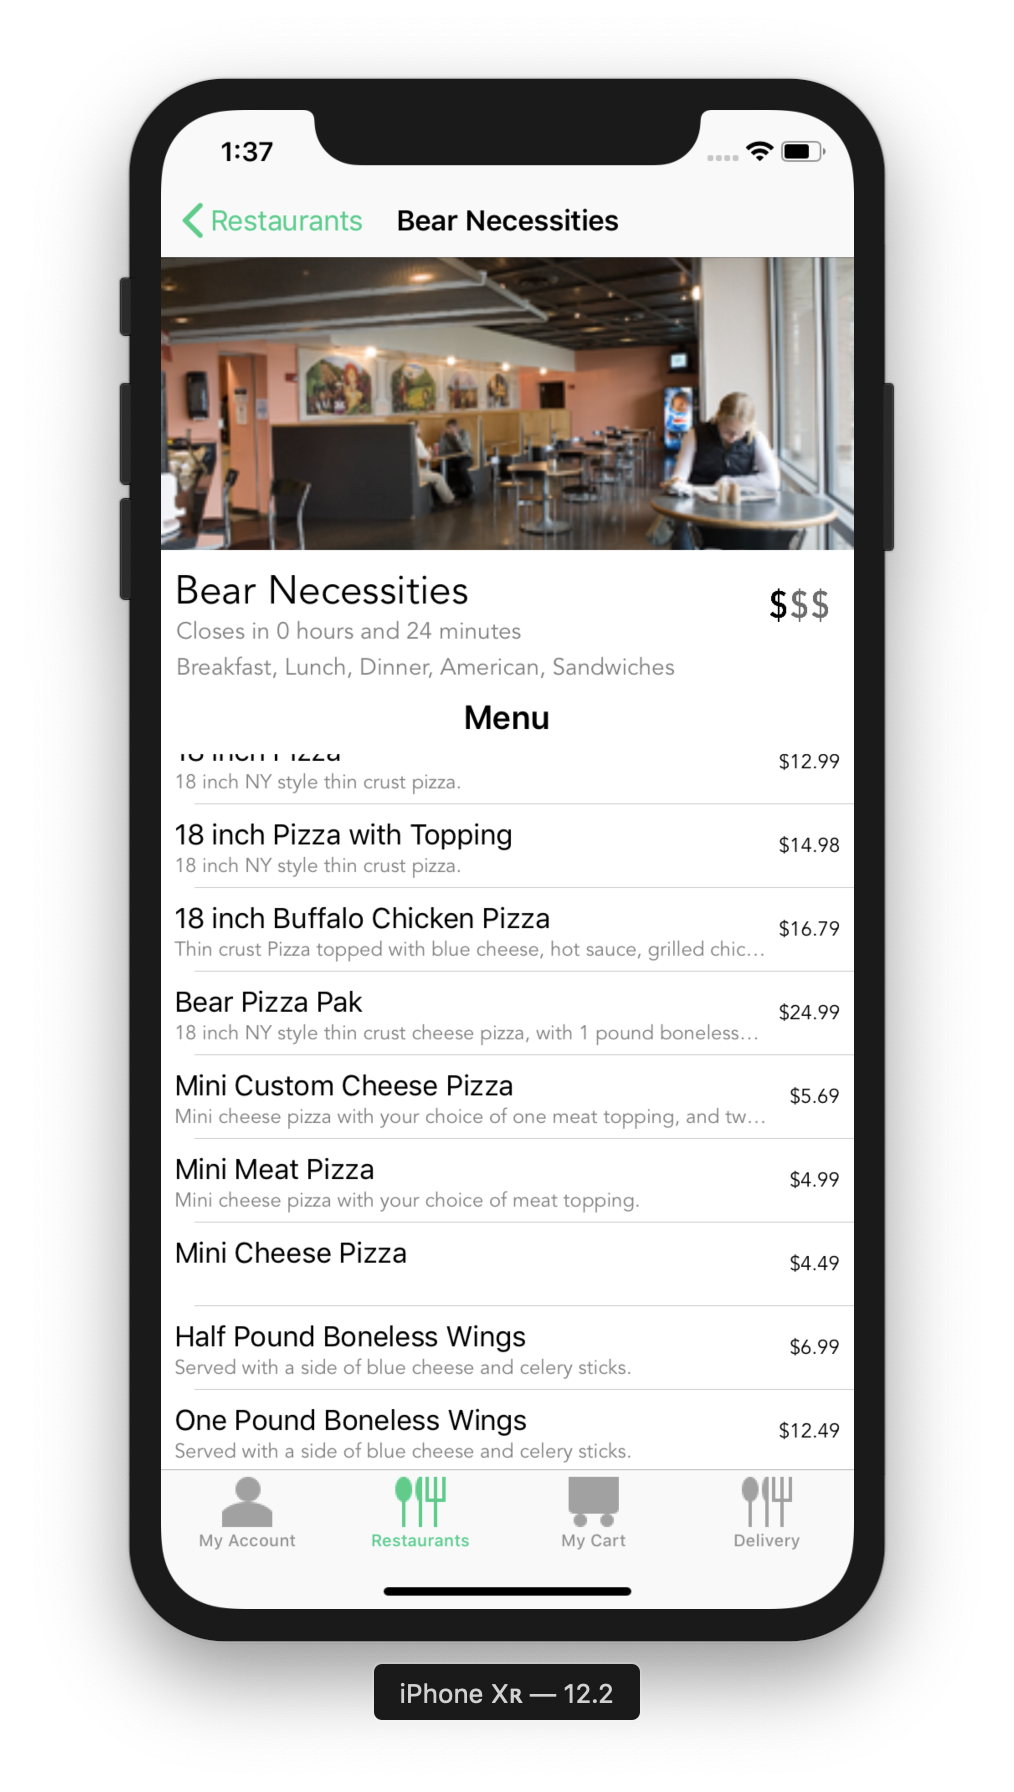 1:37
Restaurants Bear Necessities
Bear Necessities
$$$
Closes in 0 hours and 24 minutes
Breakfast, Lunch, Dinner, American, Sandwiches
Menu
18 inch Pizza
$12.99
18 inch NY style thin crust pizza.
18 inch Pizza with Topping
$14.98
18 inch NY style thin crust pizza.
18 inch Buffalo Chicken Pizza
$16.79
Thin crust Pizza topped with blue cheese, hot sauce, grilled chic...
Bear Pizza Pak
$24.99
18 inch NY style thin crust cheese pizza, with 1 pound boneless...
Mini Custom Cheese Pizza
$5.69
Mini cheese pizza with your choice of one meat topping, and tw...
Mini Meat Pizza
$4.99
Mini cheese pizza with your choice of meat topping.
Mini Cheese Pizza
$4.49
Half Pound Boneless Wings
$6.99
Served with a side of blue cheese and celery sticks.
One Pound Boneless Wings
$12.49
Served with a side of blue cheese and celery sticks.
My Account Restaurants My Cart Delivery
iPhone XR — 12.2